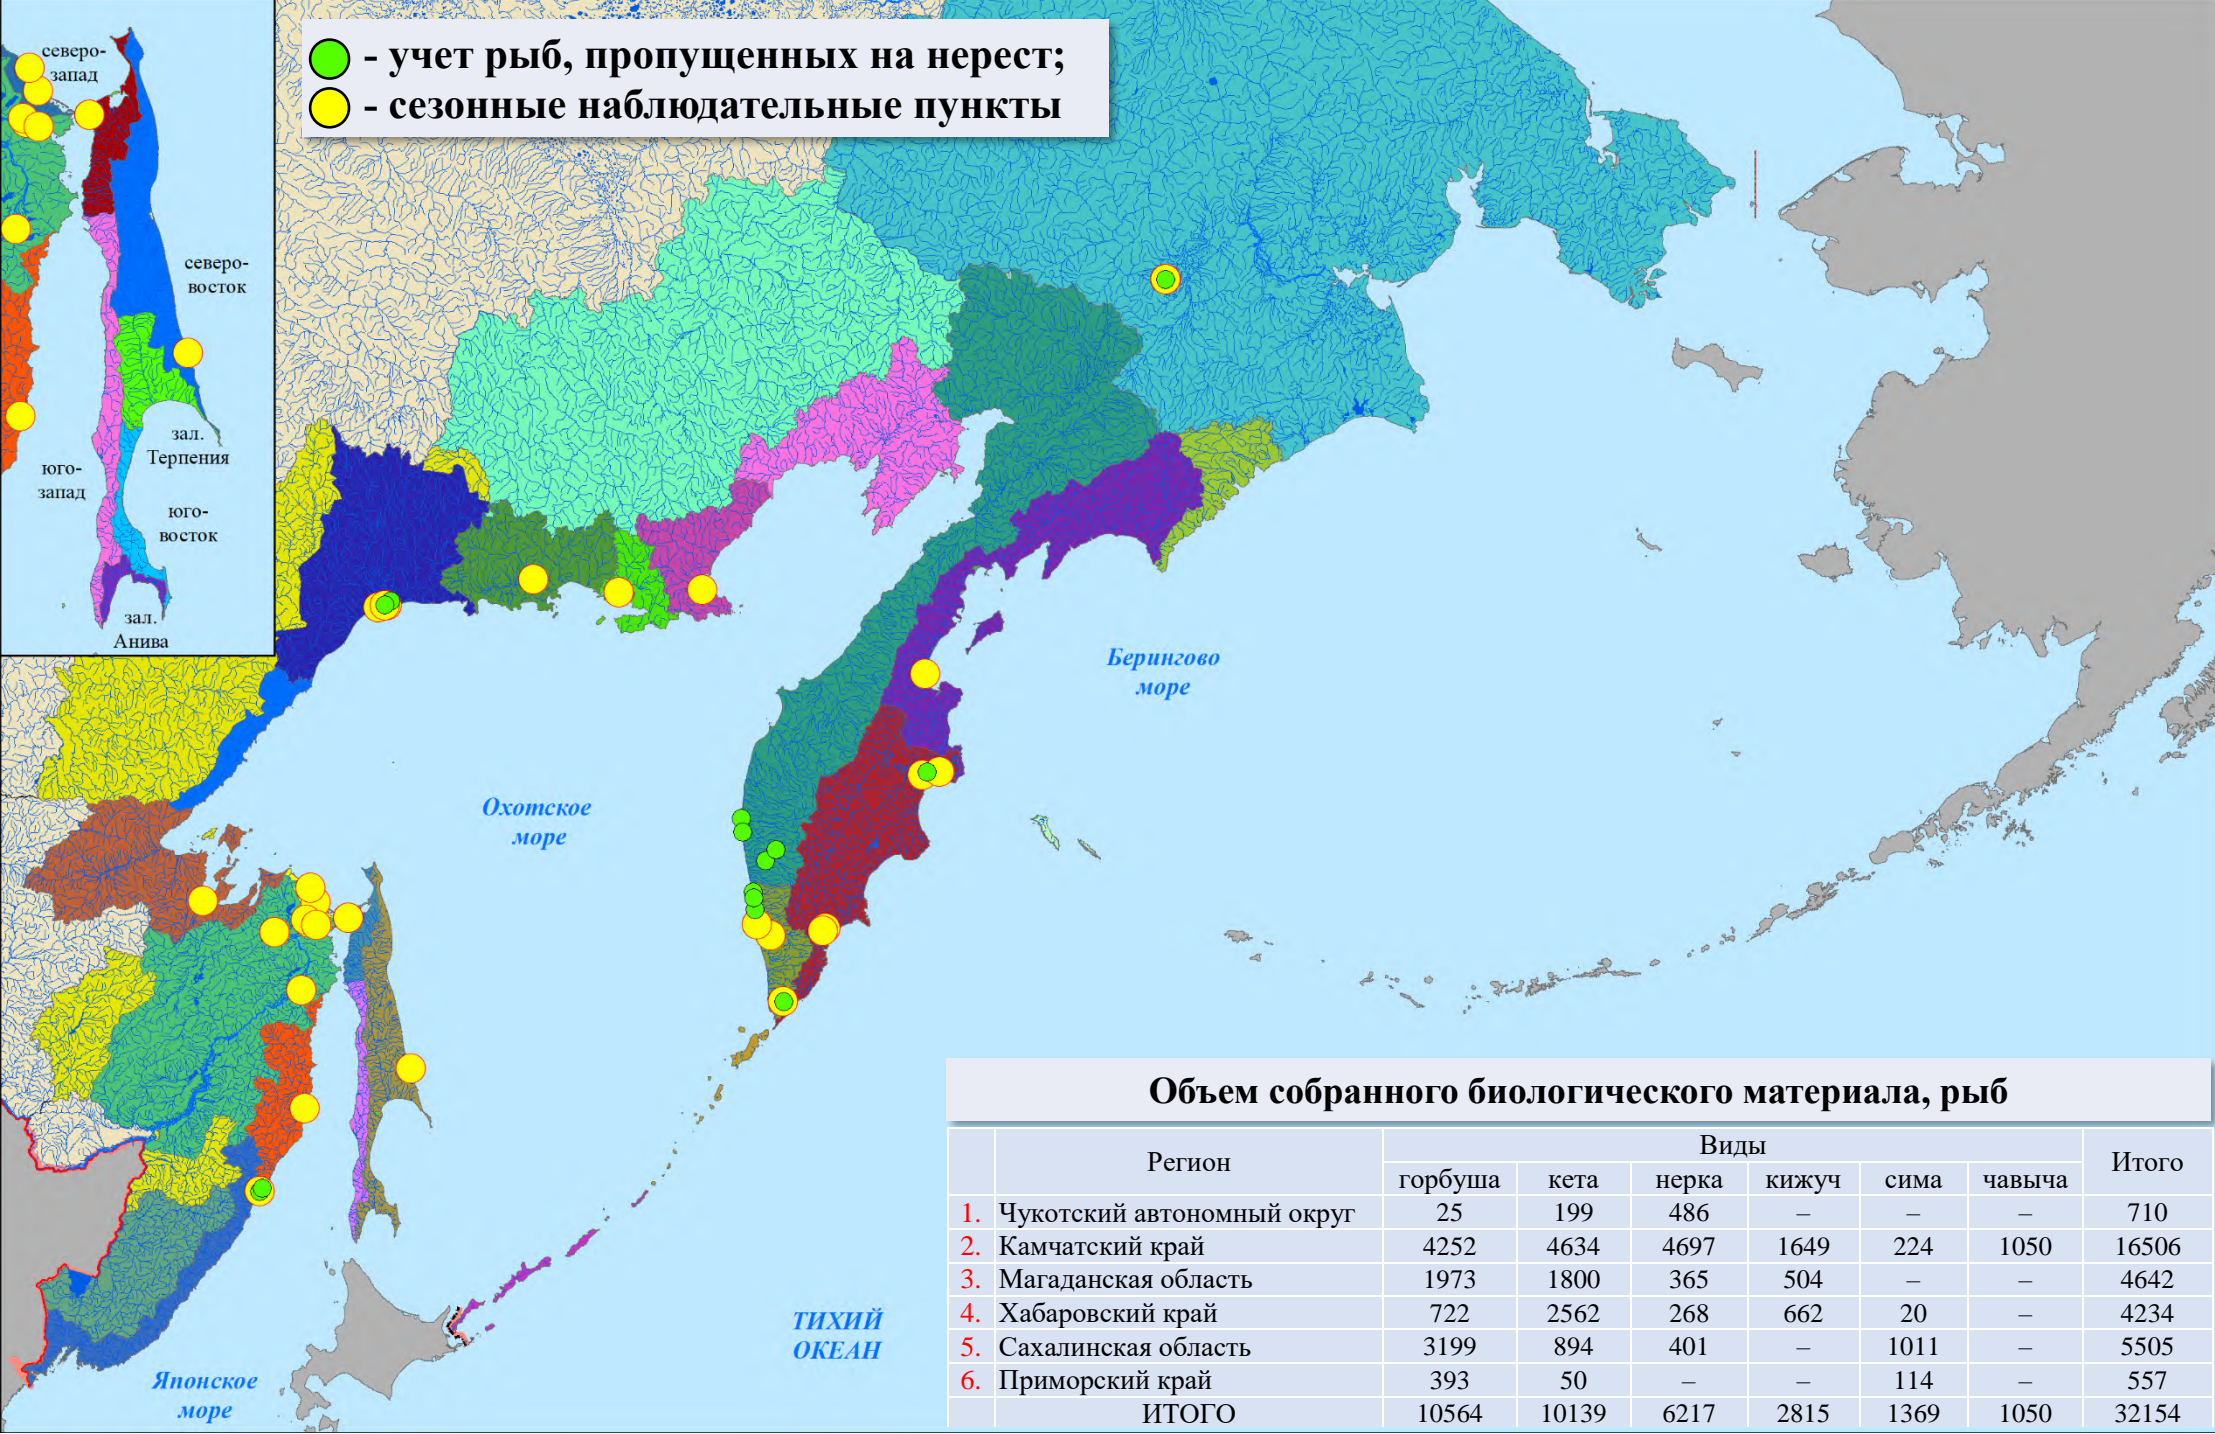 - учет рыб, пропущенных на нерест;
- сезонные наблюдательные пункты
северо-
запад
северо-
восток
зал.
Терпения
юго-
запад
юго-
восток
зал.
Анива
Берингово
море
Охотское
море
ТИХИЙ
ОКЕАН
Японское
море
Объем собранного биологического материала, рыб
Регион Виды Итого
горбуша кета нерка кижуч сима чавыча
1. Чукотский автономный округ 25 199 486 – – – 710
2. Камчатский край 4252 4634 4697 1649 224 1050 16506
3. Магаданская область 1973 1800 365 504 – – 4642
4. Хабаровский край 722 2562 268 662 20 – 4234
5. Сахалинская область 3199 894 401 – 1011 – 5505
6. Приморский край 393 50 – – 114 – 557
ИТОГО 10564 10139 6217 2815 1369 1050 32154